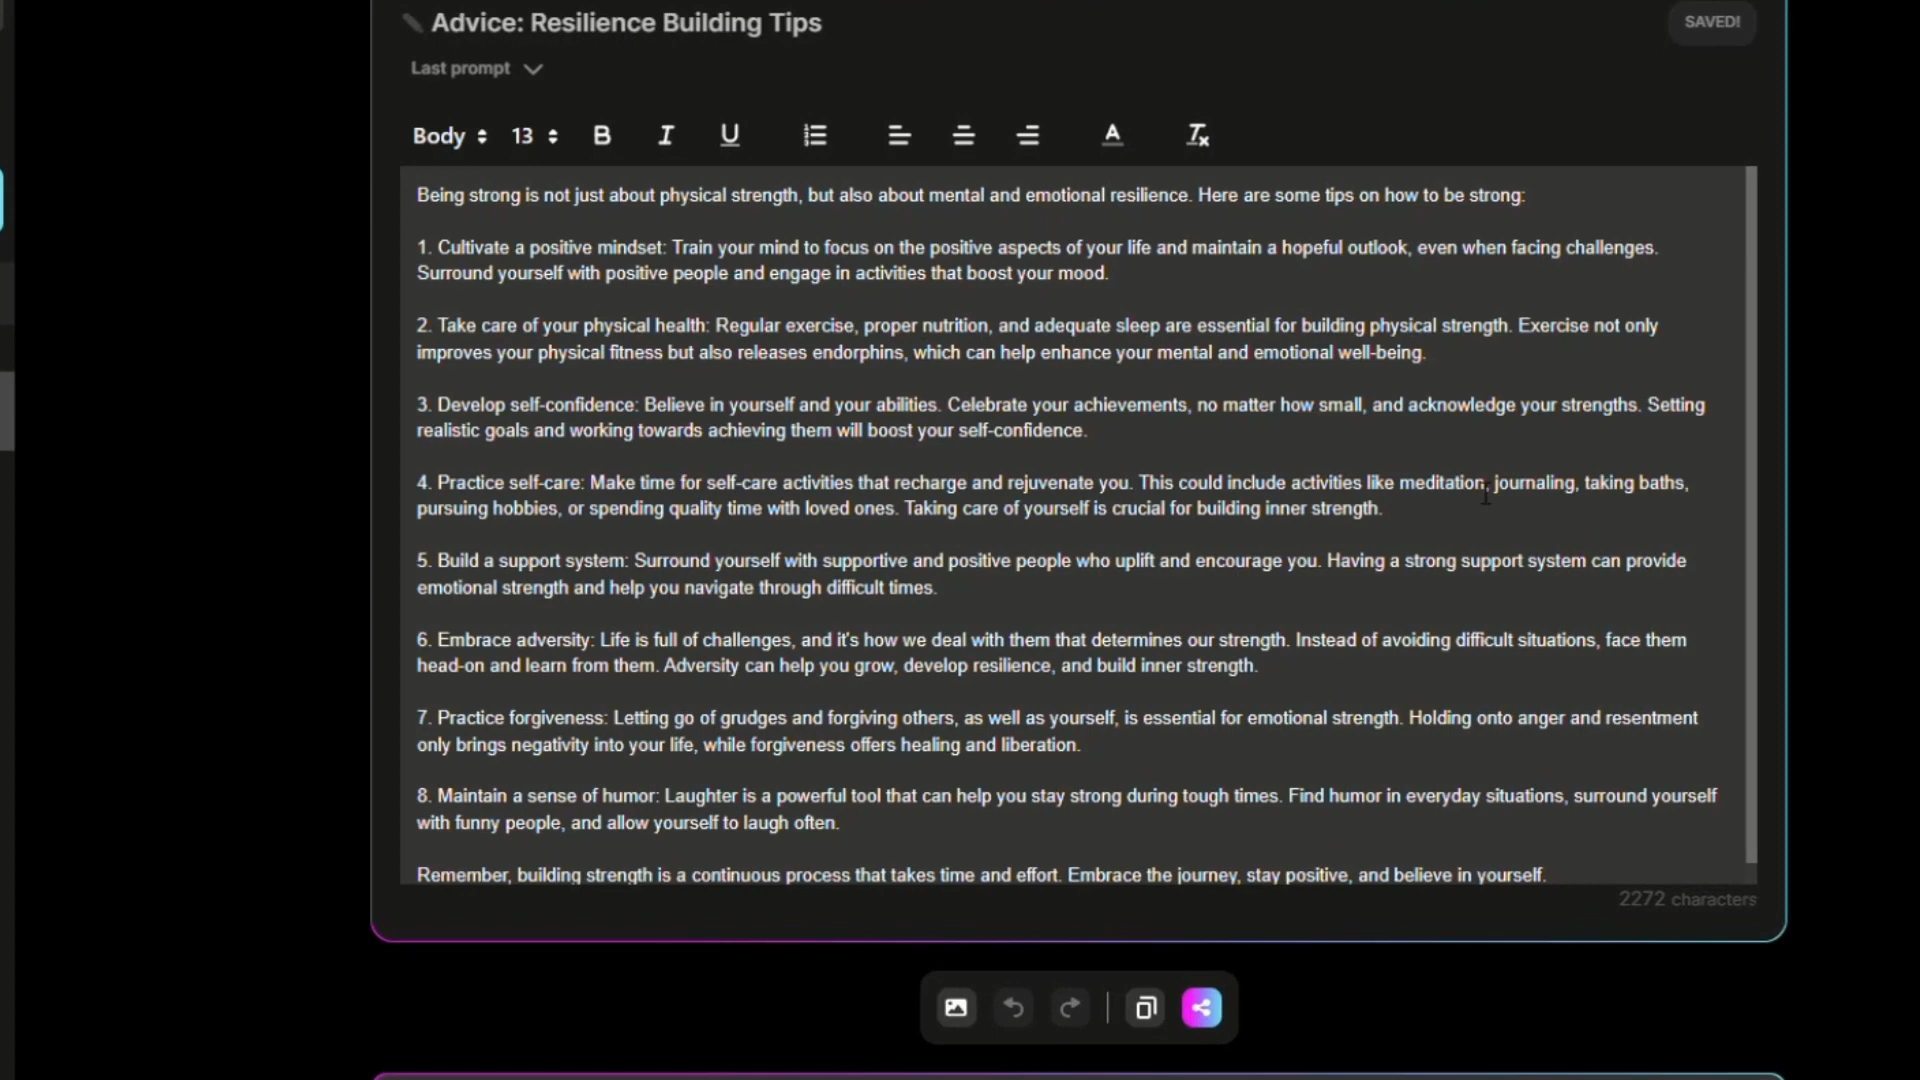 Advice: Resilience Building Tips
SAVED!
Last prompt
Body 13 B I U A Tx
Being strong is not just about physical strength, but also about mental and emotional resilience. Here are some tips on how to be strong:
1. Cultivate a positive mindset: Train your mind to focus on the positive aspects of your life and maintain a hopeful outlook, even when facing challenges.
Surround yourself with positive people and engage in activities that boost your mood.
2. Take care of your physical health: Regular exercise, proper nutrition, and adequate sleep are essential for building physical strength. Exercise not only
improves your physical fitness but also releases endorphins, which can help enhance your mental and emotional well-being.
3. Develop self-confidence: Believe in yourself and your abilities. Celebrate your achievements, no matter how small, and acknowledge your strengths. Setting
realistic goals and working towards achieving them will boost your self-confidence.
4. Practice self-care: Make time for self-care activities that recharge and rejuvenate you. This could include activities like meditation, journaling, taking baths,
pursuing hobbies, or spending quality time with loved ones. Taking care of yourself is crucial for building inner strength.
5. Build a support system: Surround yourself with supportive and positive people who uplift and encourage you. Having a strong support system can provide
emotional strength and help you navigate through difficult times.
6. Embrace adversity: Life is full of challenges, and it's how we deal with them that determines our strength. Instead of avoiding difficult situations, face them
head-on and learn from them. Adversity can help you grow, develop resilience, and build inner strength.
7. Practice forgiveness: Letting go of grudges and forgiving others, as well as yourself, is essential for emotional strength. Holding onto anger and resentment
only brings negativity into your life, while forgiveness offers healing and liberation.
8. Maintain a sense of humor: Laughter is a powerful tool that can help you stay strong during tough times. Find humor in everyday situations, surround yourself
with funny people, and allow yourself to laugh often.
Remember, building strength is a continuous process that takes time and effort. Embrace the journey, stay positive, and believe in yourself.
2272 characters